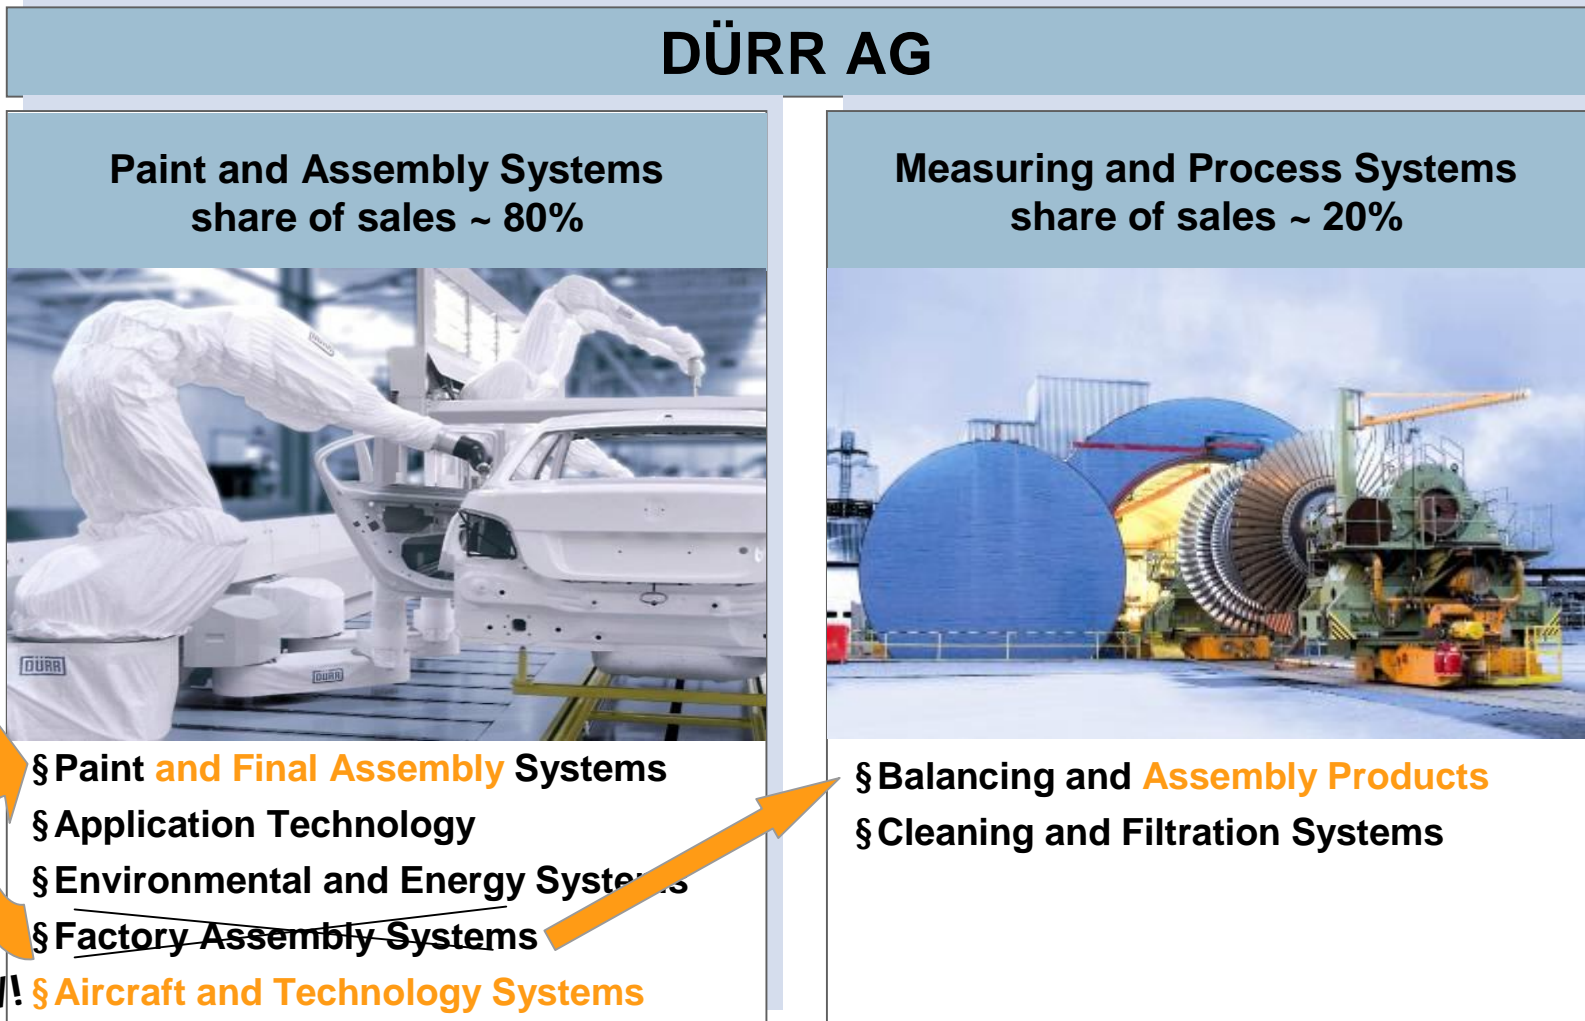 DÜRR AG
Paint and Assembly Systems
share of sales ~ 80%
DÜRR
DÜRR
DÜRR
§ Paint and Final Assembly Systems
§ Application Technology
§ Environmental and Energy Systems
§ Factory Assembly Systems
! § Aircraft and Technology Systems
Measuring and Process Systems
share of sales ~ 20%
§ Balancing and Assembly Products
§ Cleaning and Filtration Systems